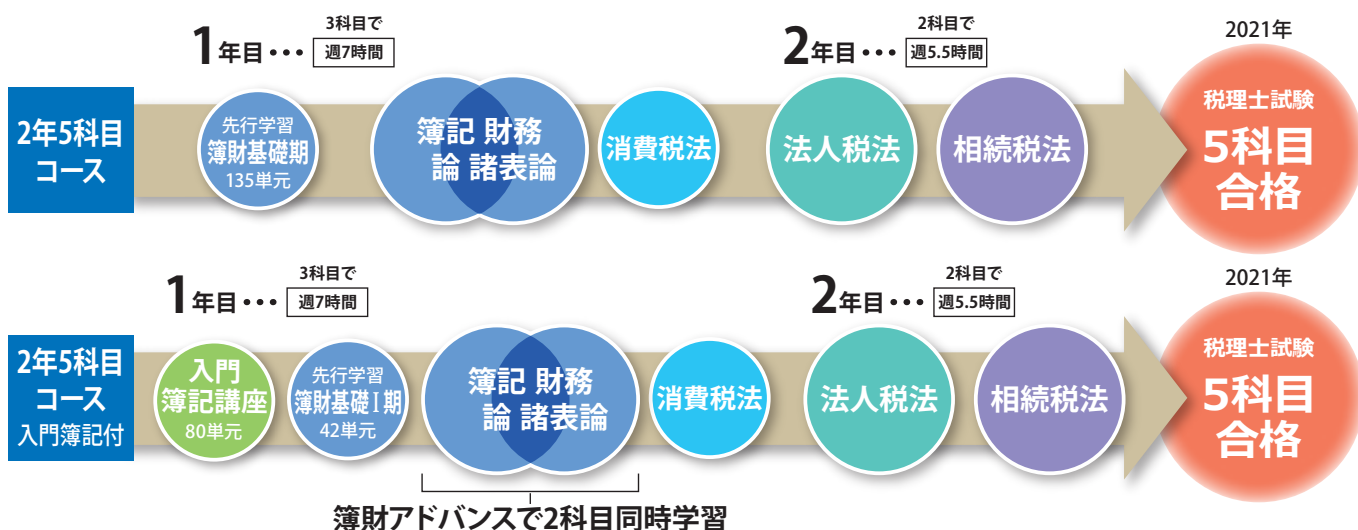 1年目・・・ 3科目で
週7時間
2年目・・・ 2科目で
週5.5時間
2021年
2年5科目
コース
先行学習
簿財基礎期
135単元
簿記 財務
論 諸表論
消費税法
法人税法
相続税法
税理士試験
5科目
合格
1年目・・・ 3科目で
週7時間
2年目・・・ 2科目で
週5.5時間
2021年
2年5科目
コース
入門簿記付
入門
簿記講座
80単元
先行学習
簿財基礎Ⅰ期
42単元
簿記 財務
論 諸表論
消費税法
法人税法
相続税法
税理士試験
5科目
合格
簿財アドバンスで2科目同時学習